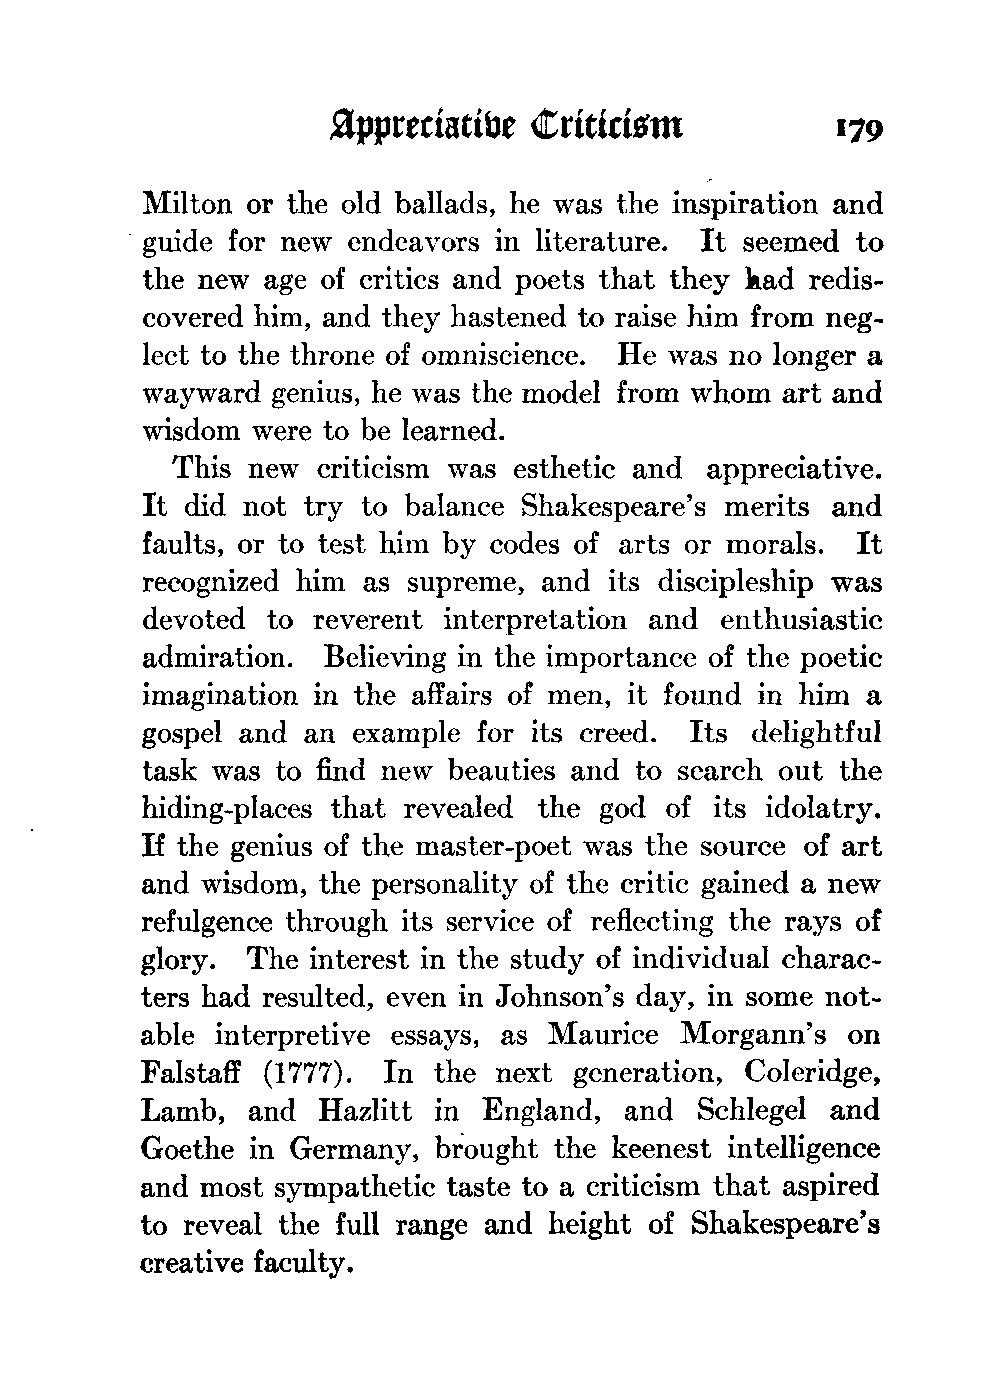 Appreciative Criticism 179
Milton or the old ballads, he was the inspiration and
guide for new endeavors in literature. It seemed to
the new age of critics and poets that they had redis-
covered him, and they hastened to raise him from neg-
lect to the throne of omniscience. He was no longer a
wayward genius, he was the model from whom art and
wisdom were to be learned.
This new criticism was esthetic and appreciative.
It did not try to balance Shakespeare's merits and
faults, or to test him by codes of arts or morals. It
recognized him as supreme, and its discipleship was
devoted to reverent interpretation and enthusiastic
admiration. Believing in the importance of the poetic
imagination in the affairs of men, it found in him a
gospel and an example for its creed. Its delightful
task was to find new beauties and to search out the
hiding-places that revealed the god of its idolatry.
If the genius of the master-poet was the source of art
and wisdom, the personality of the critic gained a new
refulgence through its service of reflecting the rays of
glory. The interest in the study of individual charac-
ters had resulted, even in Johnson's day, in some not-
able interpretive essays, as Maurice Morgann's on
Falstaff (1777). In the next generation, Coleridge,
Lamb, and Hazlitt in England, and Schlegel and
Goethe in Germany, brought the keenest intelligence
and most sympathetic taste to a criticism that aspired
to reveal the full range and height of Shakespeare's
creative faculty.